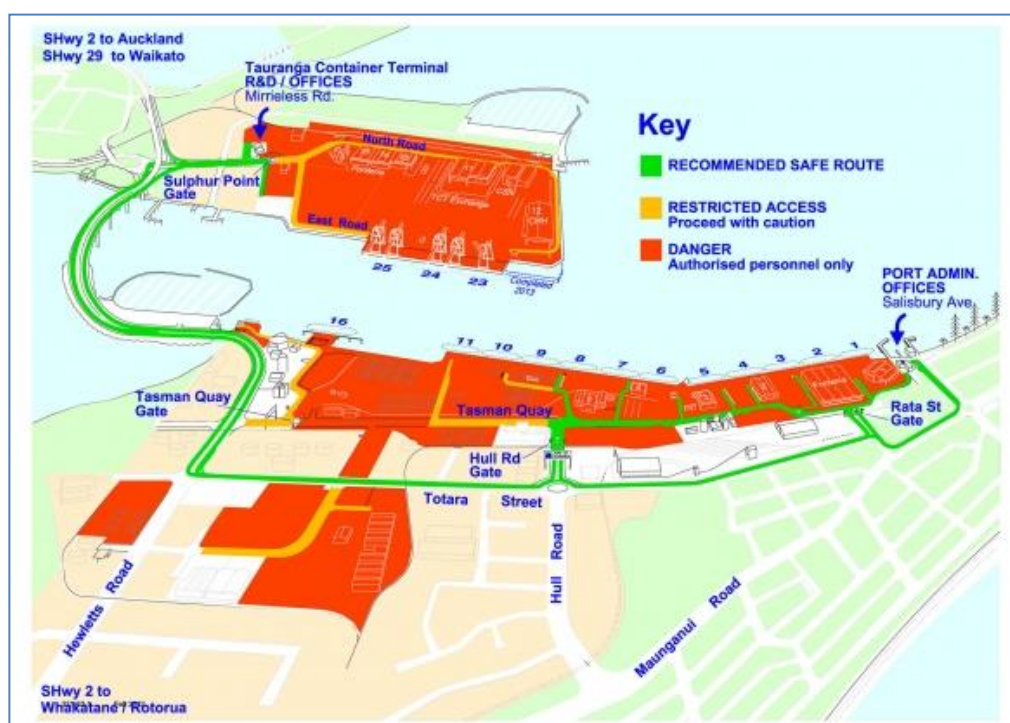 SHwy 2 to Auckland
SHwy 29 to Waikato
Tauranga Container Terminal
R&D / OFFICES
Mirrieless Rd.
North Road
Sulphur Point
Gate
TCT Exchange
East Road
25
24
23
Completed
2013
Key
RECOMMENDED SAFE ROUTE
RESTRICTED ACCESS
Proceed with caution
DANGER
Authorised personnel only
PORT ADMIN.
OFFICES
Salisbury Ave.
16
11
10
9
8
7
6
5
4
3
2
1
Tasman Quay
Gate
Tasman Quay
Rata St
Gate
Hull Rd
Gate
Totara
Street
Hull Road
Hewletts Road
Maunganui Road
SHwy 2 to
Whakatane / Rotorua